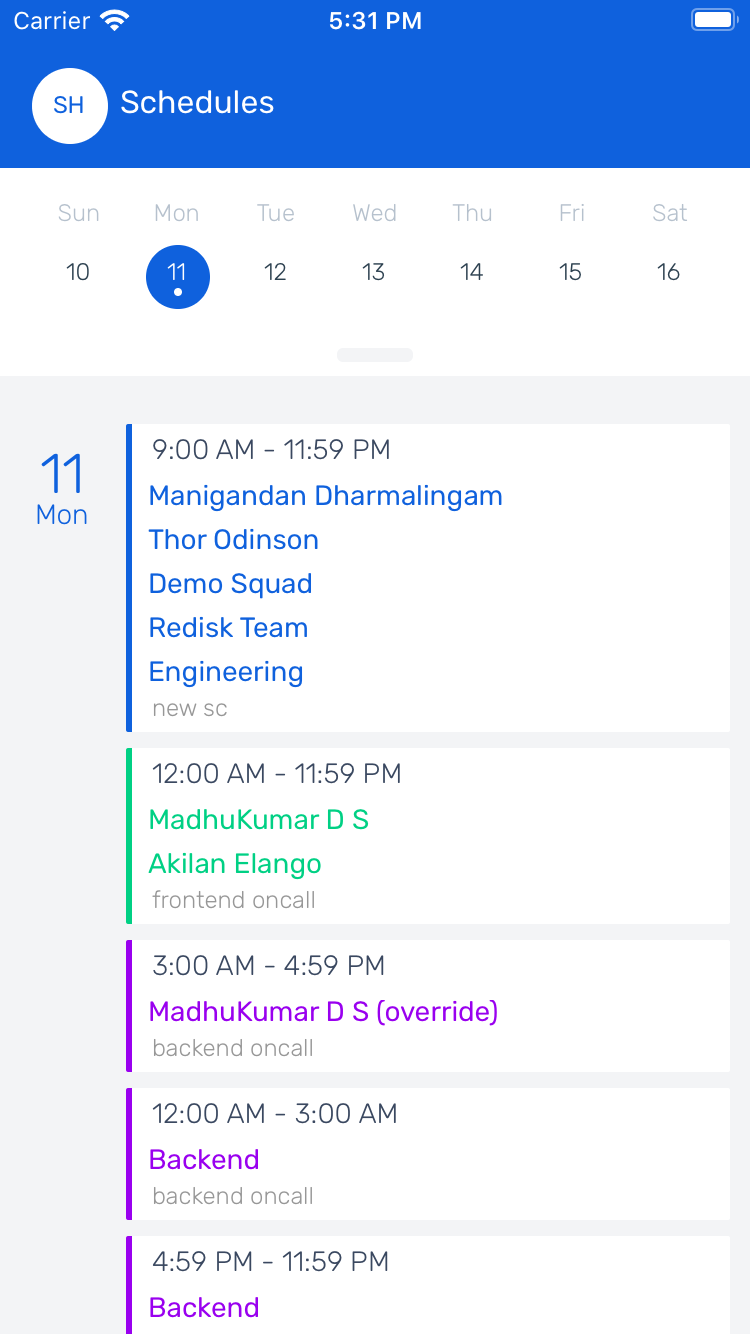 Carrier 5:31 PM
SH Schedules
Sun Mon Tue Wed Thu Fri Sat
10 11 12 13 14 15 16
11
Mon
9:00 AM - 11:59 PM
Manigandan Dharmalingam
Thor Odinson
Demo Squad
Redisk Team
Engineering
new sc
12:00 AM - 11:59 PM
MadhuKumar D S
Akilan Elango
frontend oncall
3:00 AM - 4:59 PM
MadhuKumar D S (override)
backend oncall
12:00 AM - 3:00 AM
Backend
backend oncall
4:59 PM - 11:59 PM
Backend